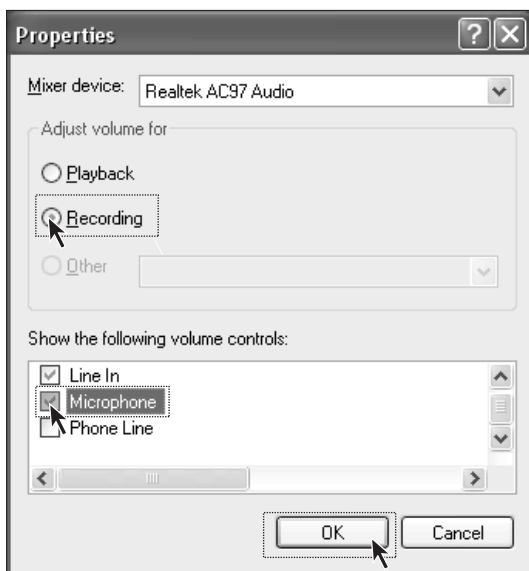 Properties
Mixer device: Realtek AC97 Audio
Adjust volume for
Playback
Recording
Other
Show the following volume controls:
Line In
Microphone
Phone Line
OK Cancel